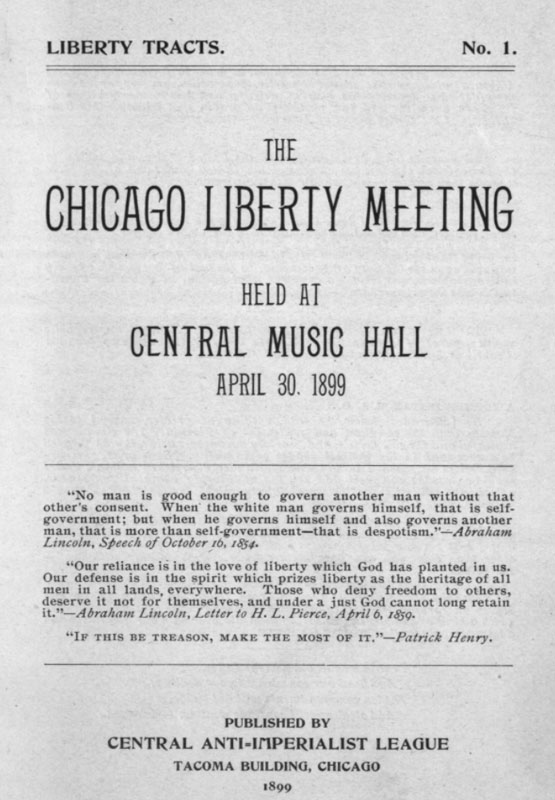 LIBERTY TRACTS. No. 1.
THE
CHICAGO LIBERTY MEETING
HELD AT
CENTRAL MUSIC HALL
APRIL 30. 1899
"No man is good enough to govern another man without that
other's consent. When the white man governs himself, that is self-
government; but when he governs himself and also governs another
man, that is more than self-government—that is despotism."—Abraham
Lincoln, Speech of October 16, 1854.
"Our reliance is in the love of liberty which God has planted in us.
Our defense is in the spirit which prizes liberty as the heritage of all
men in all lands, everywhere. Those who deny freedom to others,
deserve it not for themselves, and under a just God cannot long retain
it."—Abraham Lincoln, Letter to H. L. Pierce, April 6, 1859.
"IF THIS BE TREASON, MAKE THE MOST OF IT."—Patrick Henry.
PUBLISHED BY
CENTRAL ANTI-IMPERIALIST LEAGUE
TACOMA BUILDING, CHICAGO
1899